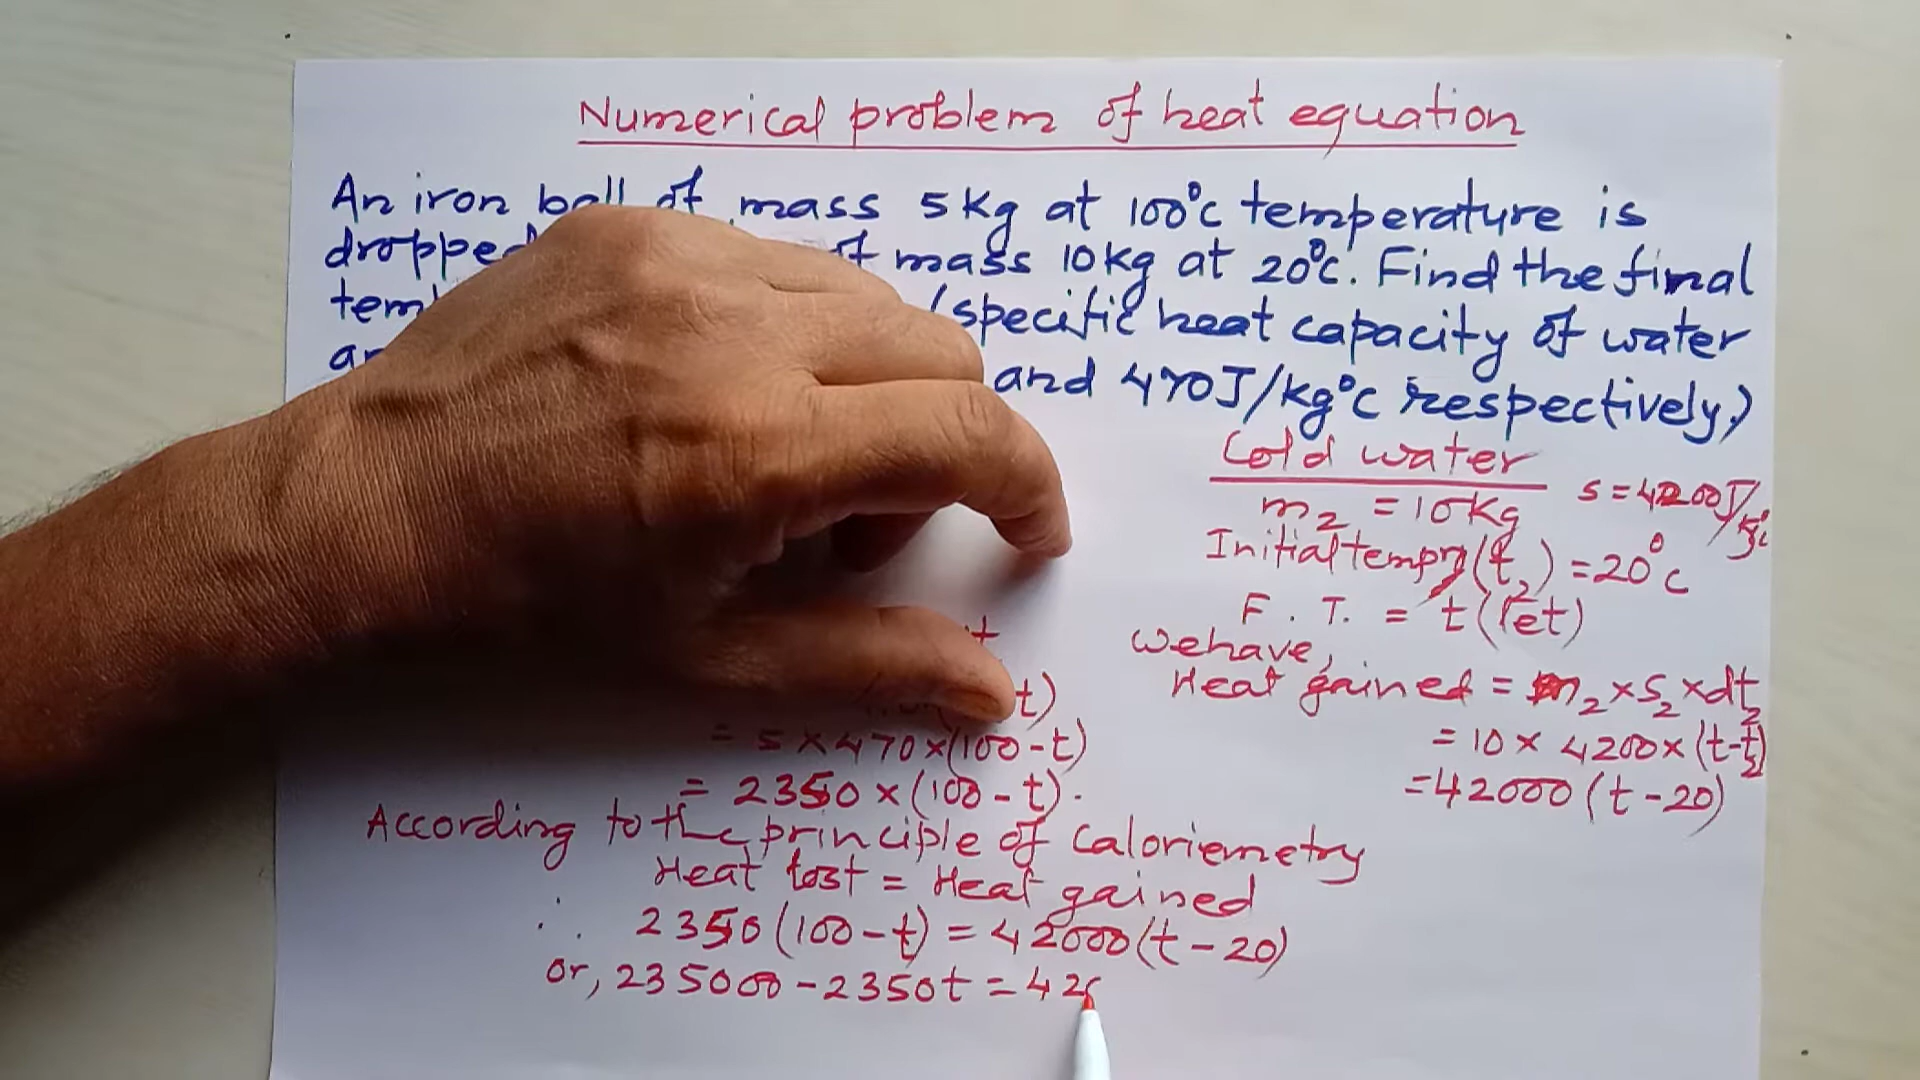 Numerical problem of heat equation
An iron ball of mass 5kg at 100°C temperature is
dropped of mass 10kg at 20°C. Find the final
(specific heat capacity of water
and 470J/kg°C respectively)
Cold water
s = 4200J/kg°C
m₂ = 10kg
Initial tempr(t₂) = 20°C
F. T. = t (let)
We have,
t)
Heat gained = m₂ × s₂ × dt₂
= 5 × 470 × (100 - t)
= 10 × 4200 × (t - t₂)
= 2350 × (100 - t).
= 42000 (t - 20)
According to the principle of Caloriemetry
Heat lost = Heat gained
∴ 2350 (100 - t) = 42000 (t - 20)
or, 235000 - 2350t = 42